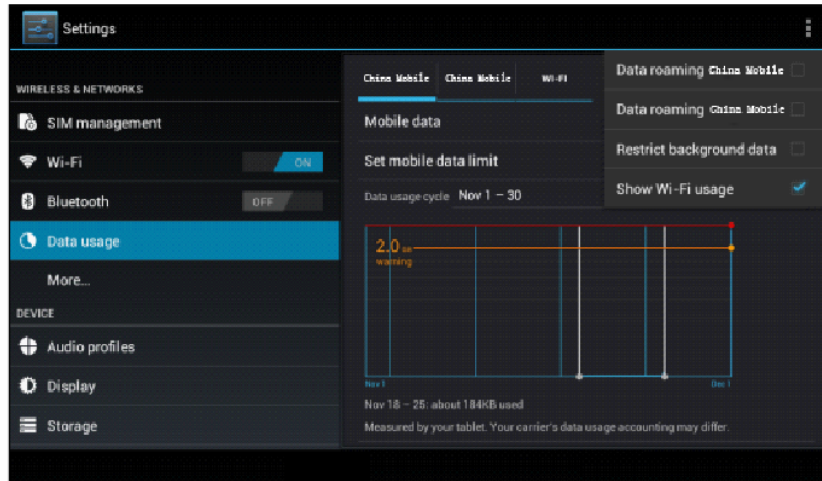 Settings
WIRELESS & NETWORKS
SIM management
Wi-Fi ON
Bluetooth OFF
Data usage
More...
DEVICE
Audio profiles
Display
Storage
China Mobile China Mobile WI-FI
Mobile data
Set mobile data limit
Data usage cycle Nov 1 – 30
2.0 GB
warning
Nov 1 Dec 1
Nov 18 – 25: about 184KB used
Measured by your tablet. Your carrier's data usage accounting may differ.
Data roaming China Mobile
Data roaming China Mobile
Restrict background data
Show Wi-Fi usage